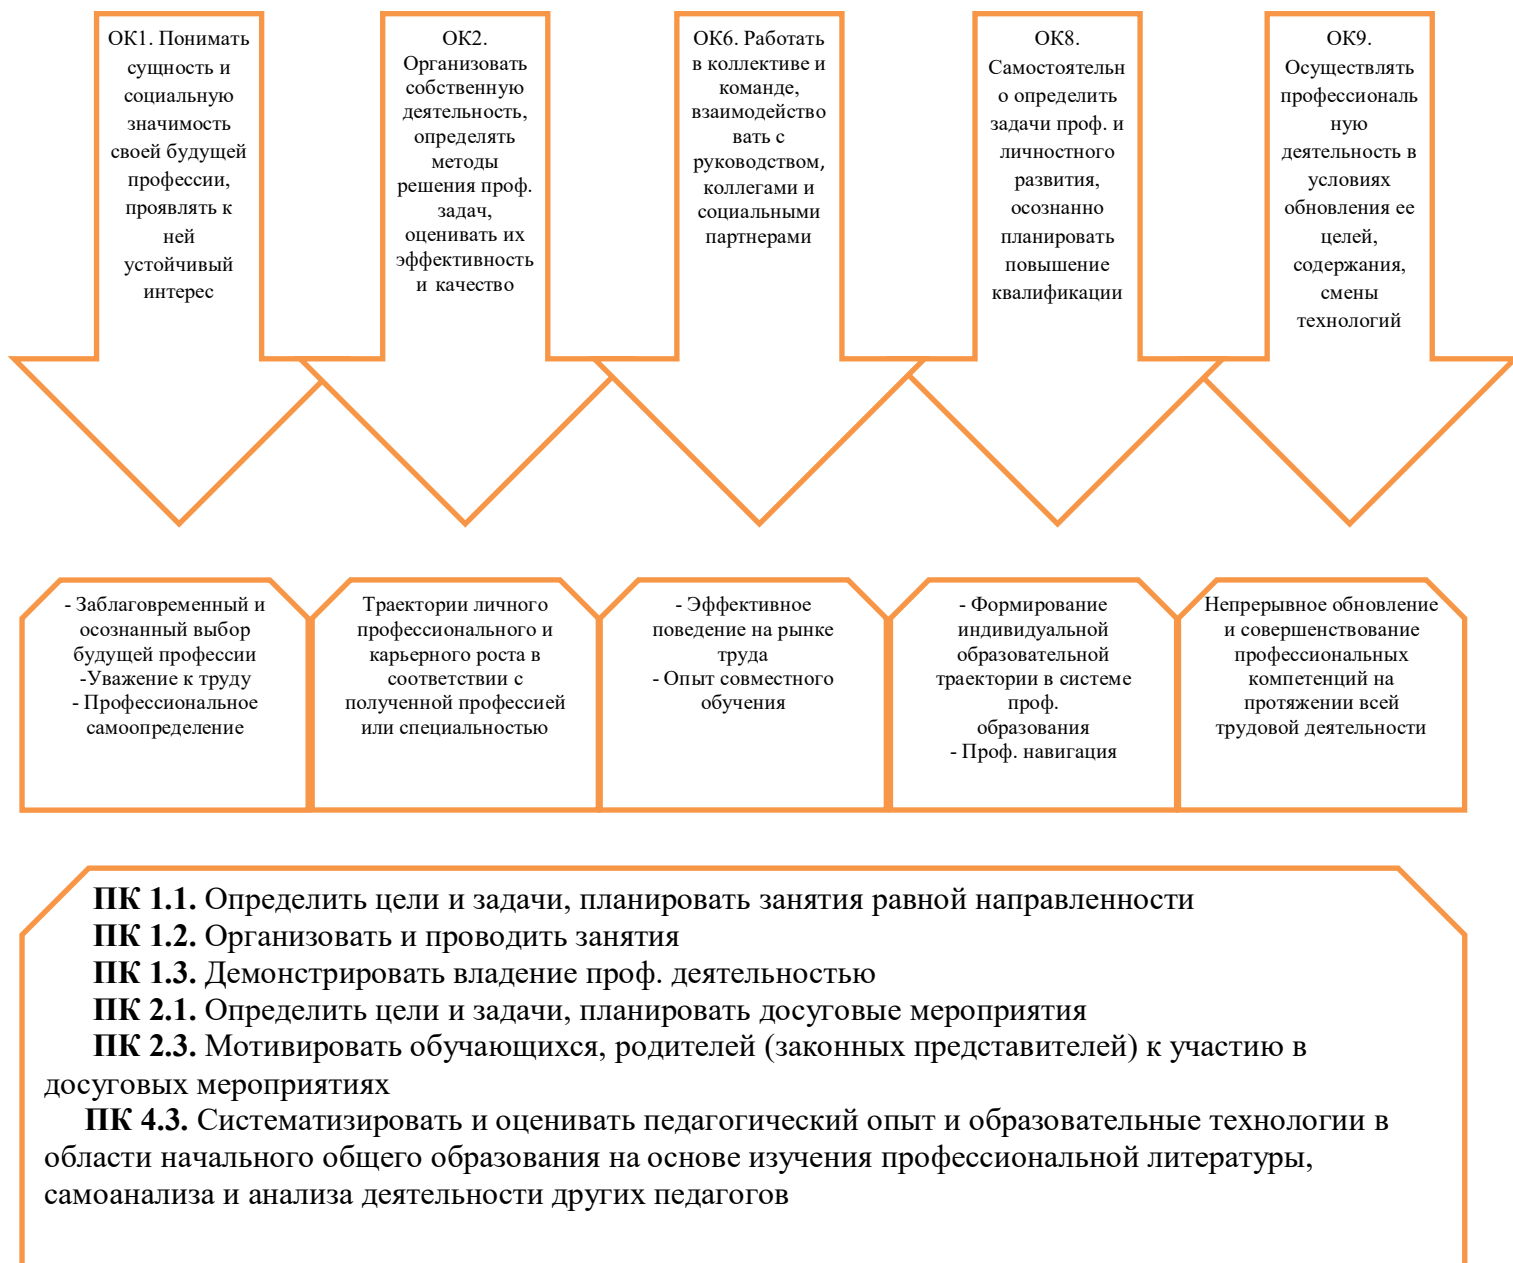 ОК1. Понимать
сущность и
социальную
значимость
своей будущей
профессии,
проявлять к
ней
устойчивый
интерес
ОК2.
Организовать
собственную
деятельность,
определять
методы
решения проф.
задач,
оценивать их
эффективность
и качество
ОК6. Работать
в коллективе и
команде,
взаимодейство
вать с
руководством,
коллегами и
социальными
партнерами
ОК8.
Самостоятельн
о определить
задачи проф. и
личностного
развития,
осознанно
планировать
повышение
квалификации
ОК9.
Осуществлять
профессиональ
ную
деятельность в
условиях
обновления ее
целей,
содержания,
смены
технологий
- Заблаговременный и
осознанный выбор
будущей профессии
-Уважение к труду
- Профессиональное
самоопределение
Траектории личного
профессионального и
карьерного роста в
соответствии с
полученной профессией
или специальностью
- Эффективное
поведение на рынке
труда
- Опыт совместного
обучения
- Формирование
индивидуальной
образовательной
траектории в системе
проф.
образования
- Проф. навигация
Непрерывное обновление
и совершенствование
профессиональных
компетенций на
протяжении всей
трудовой деятельности
ПК 1.1. Определить цели и задачи, планировать занятия равной направленности
ПК 1.2. Организовать и проводить занятия
ПК 1.3. Демонстрировать владение проф. деятельностью
ПК 2.1. Определить цели и задачи, планировать досуговые мероприятия
ПК 2.3. Мотивировать обучающихся, родителей (законных представителей) к участию в
досуговых мероприятиях
ПК 4.3. Систематизировать и оценивать педагогический опыт и образовательные технологии в
области начального общего образования на основе изучения профессиональной литературы,
самоанализа и анализа деятельности других педагогов